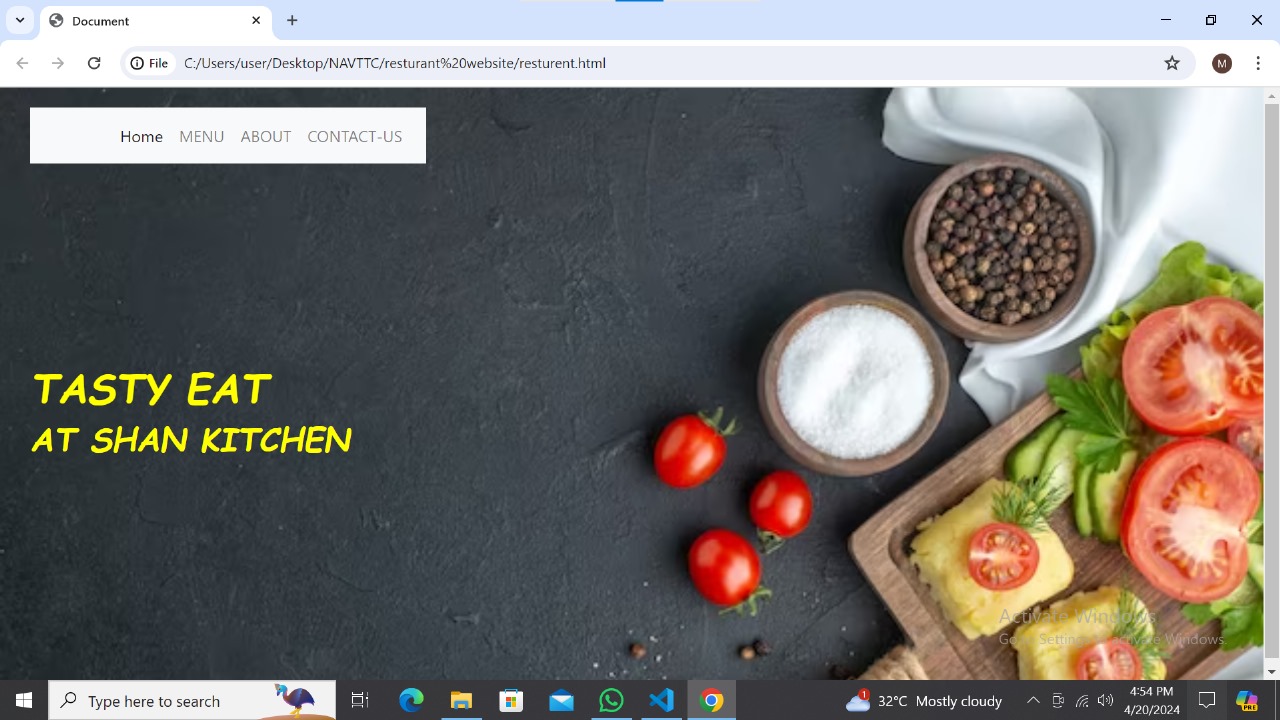 Document
File
C:/Users/user/Desktop/NAVTTC/resturant%20website/resturent.html
M
Home MENU ABOUT CONTACT-US
TASTY EAT
AT SHAN KITCHEN
Activate Windows
Go to Settings to activate Windows.
Type here to search
1
32°C Mostly cloudy
4:54 PM
4/20/2024
PRE